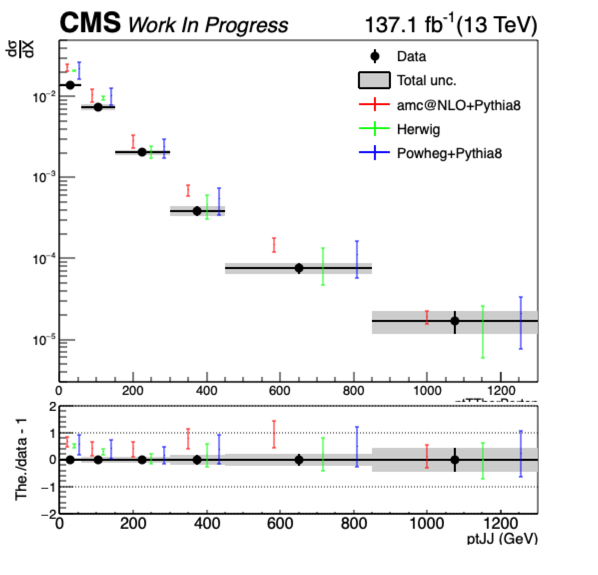 CMS Work In Progress 137.1 fb-1(13 TeV)
dσ
dX
Data
Total unc.
amc@NLO+Pythia8
Herwig
Powheg+Pythia8
10−2
10−3
10−4
10−5
0 200 400 600 800 1000 1200
The./data - 1
2
1
0
−1
−2
0 200 400 600 800 1000 1200
ptJJ (GeV)